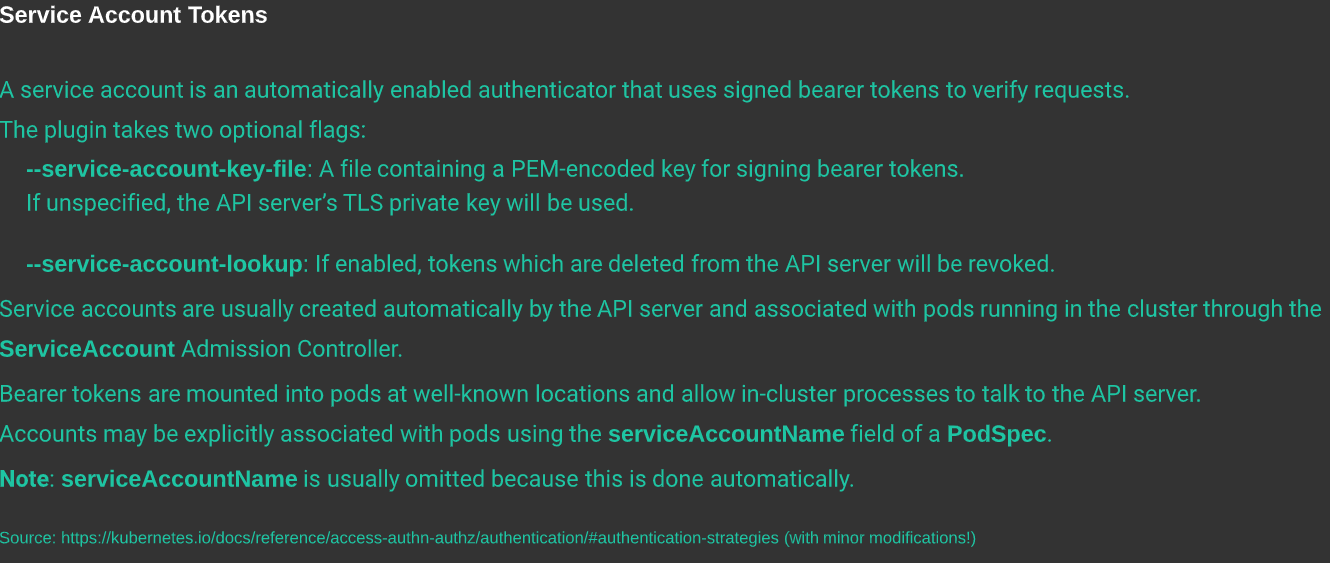 Service Account Tokens
A service account is an automatically enabled authenticator that uses signed bearer tokens to verify requests.
The plugin takes two optional flags:
--service-account-key-file: A file containing a PEM-encoded key for signing bearer tokens.
If unspecified, the API server’s TLS private key will be used.
--service-account-lookup: If enabled, tokens which are deleted from the API server will be revoked.
Service accounts are usually created automatically by the API server and associated with pods running in the cluster through the
ServiceAccount Admission Controller.
Bearer tokens are mounted into pods at well-known locations and allow in-cluster processes to talk to the API server.
Accounts may be explicitly associated with pods using the serviceAccountName field of a PodSpec.
Note: serviceAccountName is usually omitted because this is done automatically.
Source: https://kubernetes.io/docs/reference/access-authn-authz/authentication/#authentication-strategies (with minor modifications!)